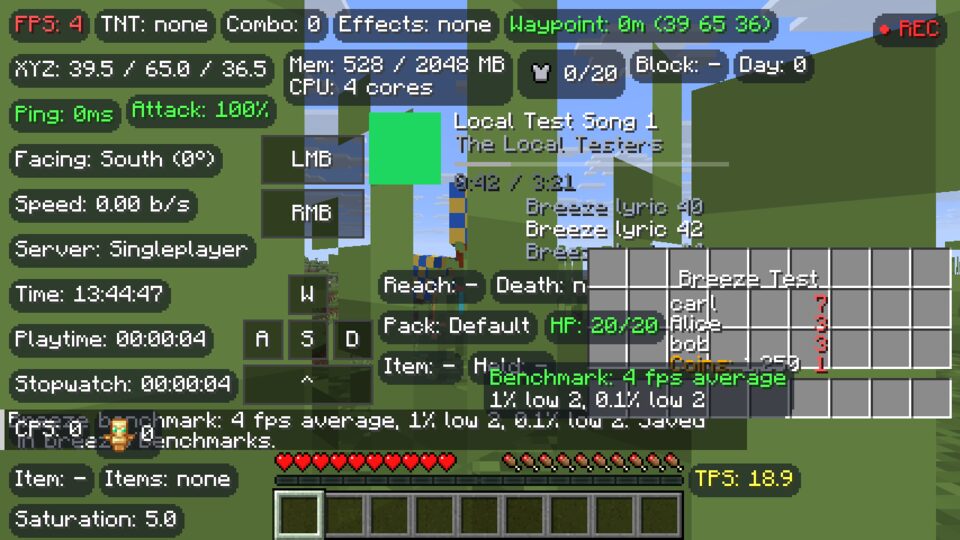 FPS: 4
TNT: none
Combo: 0
Effects: none
Waypoint: 0m (39 65 36)
● REC
XYZ: 39.5 / 65.0 / 36.5
Mem: 528 / 2048 MB
CPU: 4 cores
0/20
Block: -
Day: 0
Ping: 0ms
Attack: 100%
Local Test Song 1
The Local Testers
0:42 / 3:21
Facing: South (0°)
LMB
Speed: 0.00 b/s
RMB
Breeze lyric 40
Breeze lyric 42
Server: Singleplayer
Time: 13:44:47
W
Reach: -
Death:
Breeze Test
carl 7
Alice 3
bob 3
Coins: 1,250 1
Playtime: 00:00:04
A
S
D
Pack: Default
HP: 20/20
Item: -
Stopwatch: 00:00:04
^
Benchmark: 4 fps average
1% low 2, 0.1% low 2
Breeze benchmark: 4 fps average, 1% low 2, 0.1% low 2. Saved
in breeze benchmarks.
CPS: 0
0
Item: -
Items: none
TPS: 18.9
Saturation: 5.0